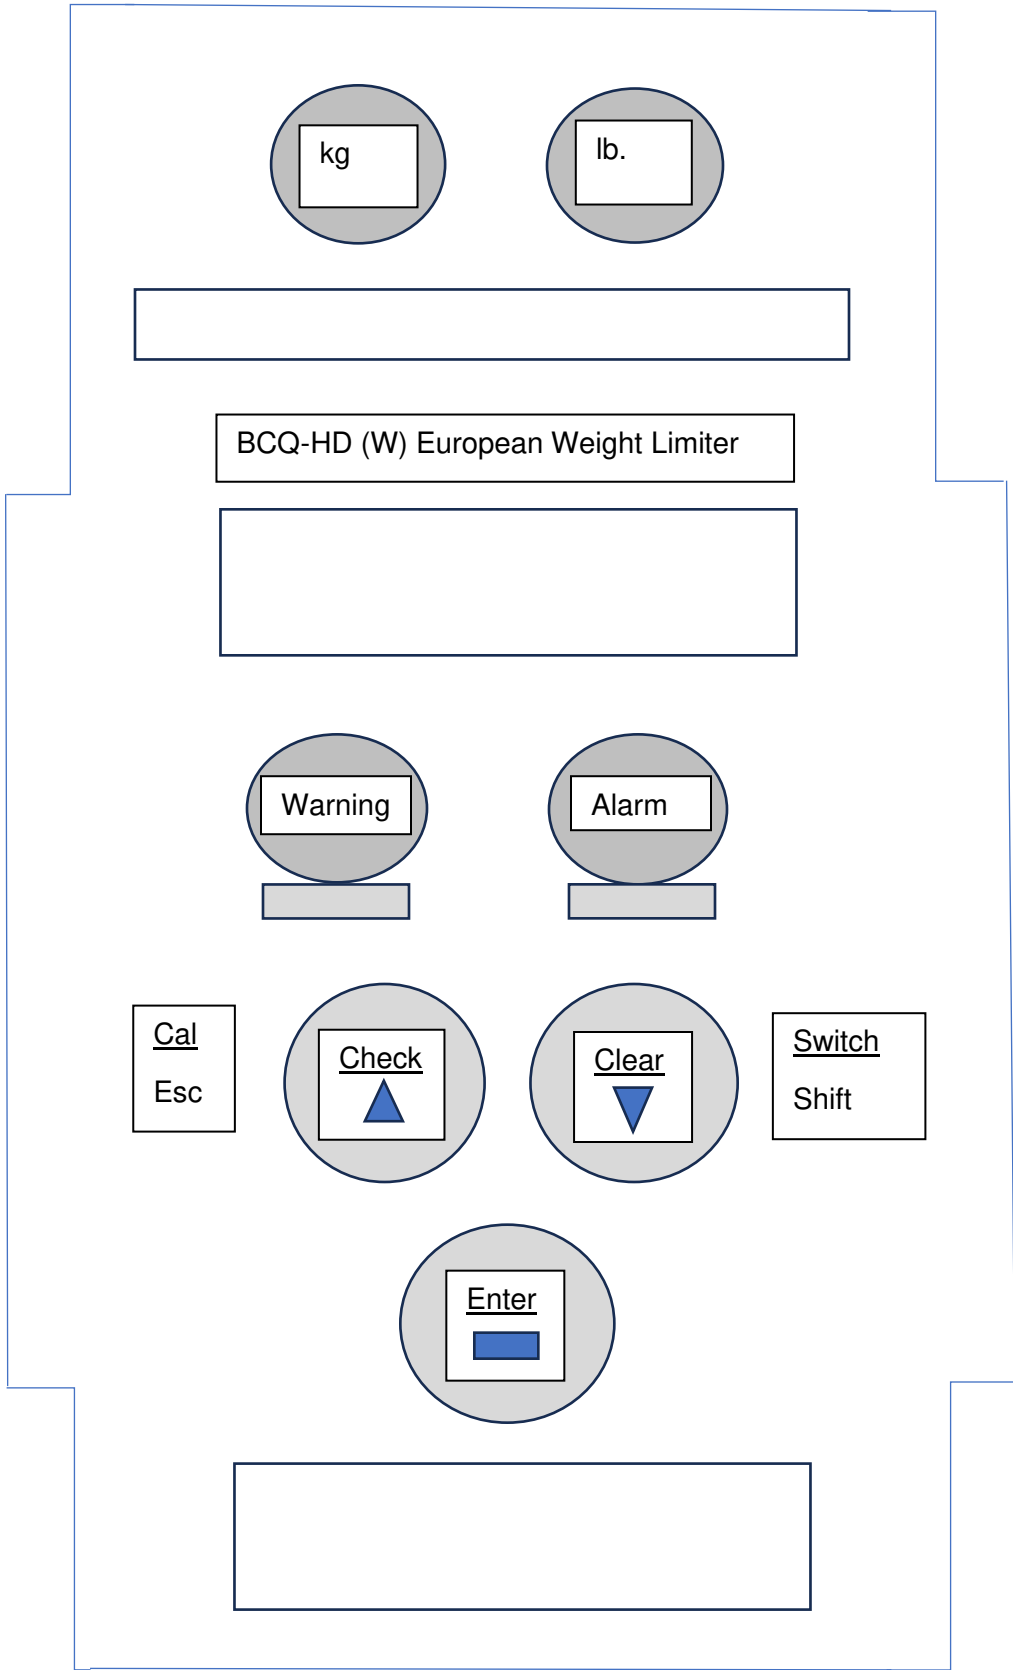 kg
lb.
BCQ-HD (W) European Weight Limiter
Warning
Alarm
Cal
Esc
Check
Clear
Switch
Shift
Enter